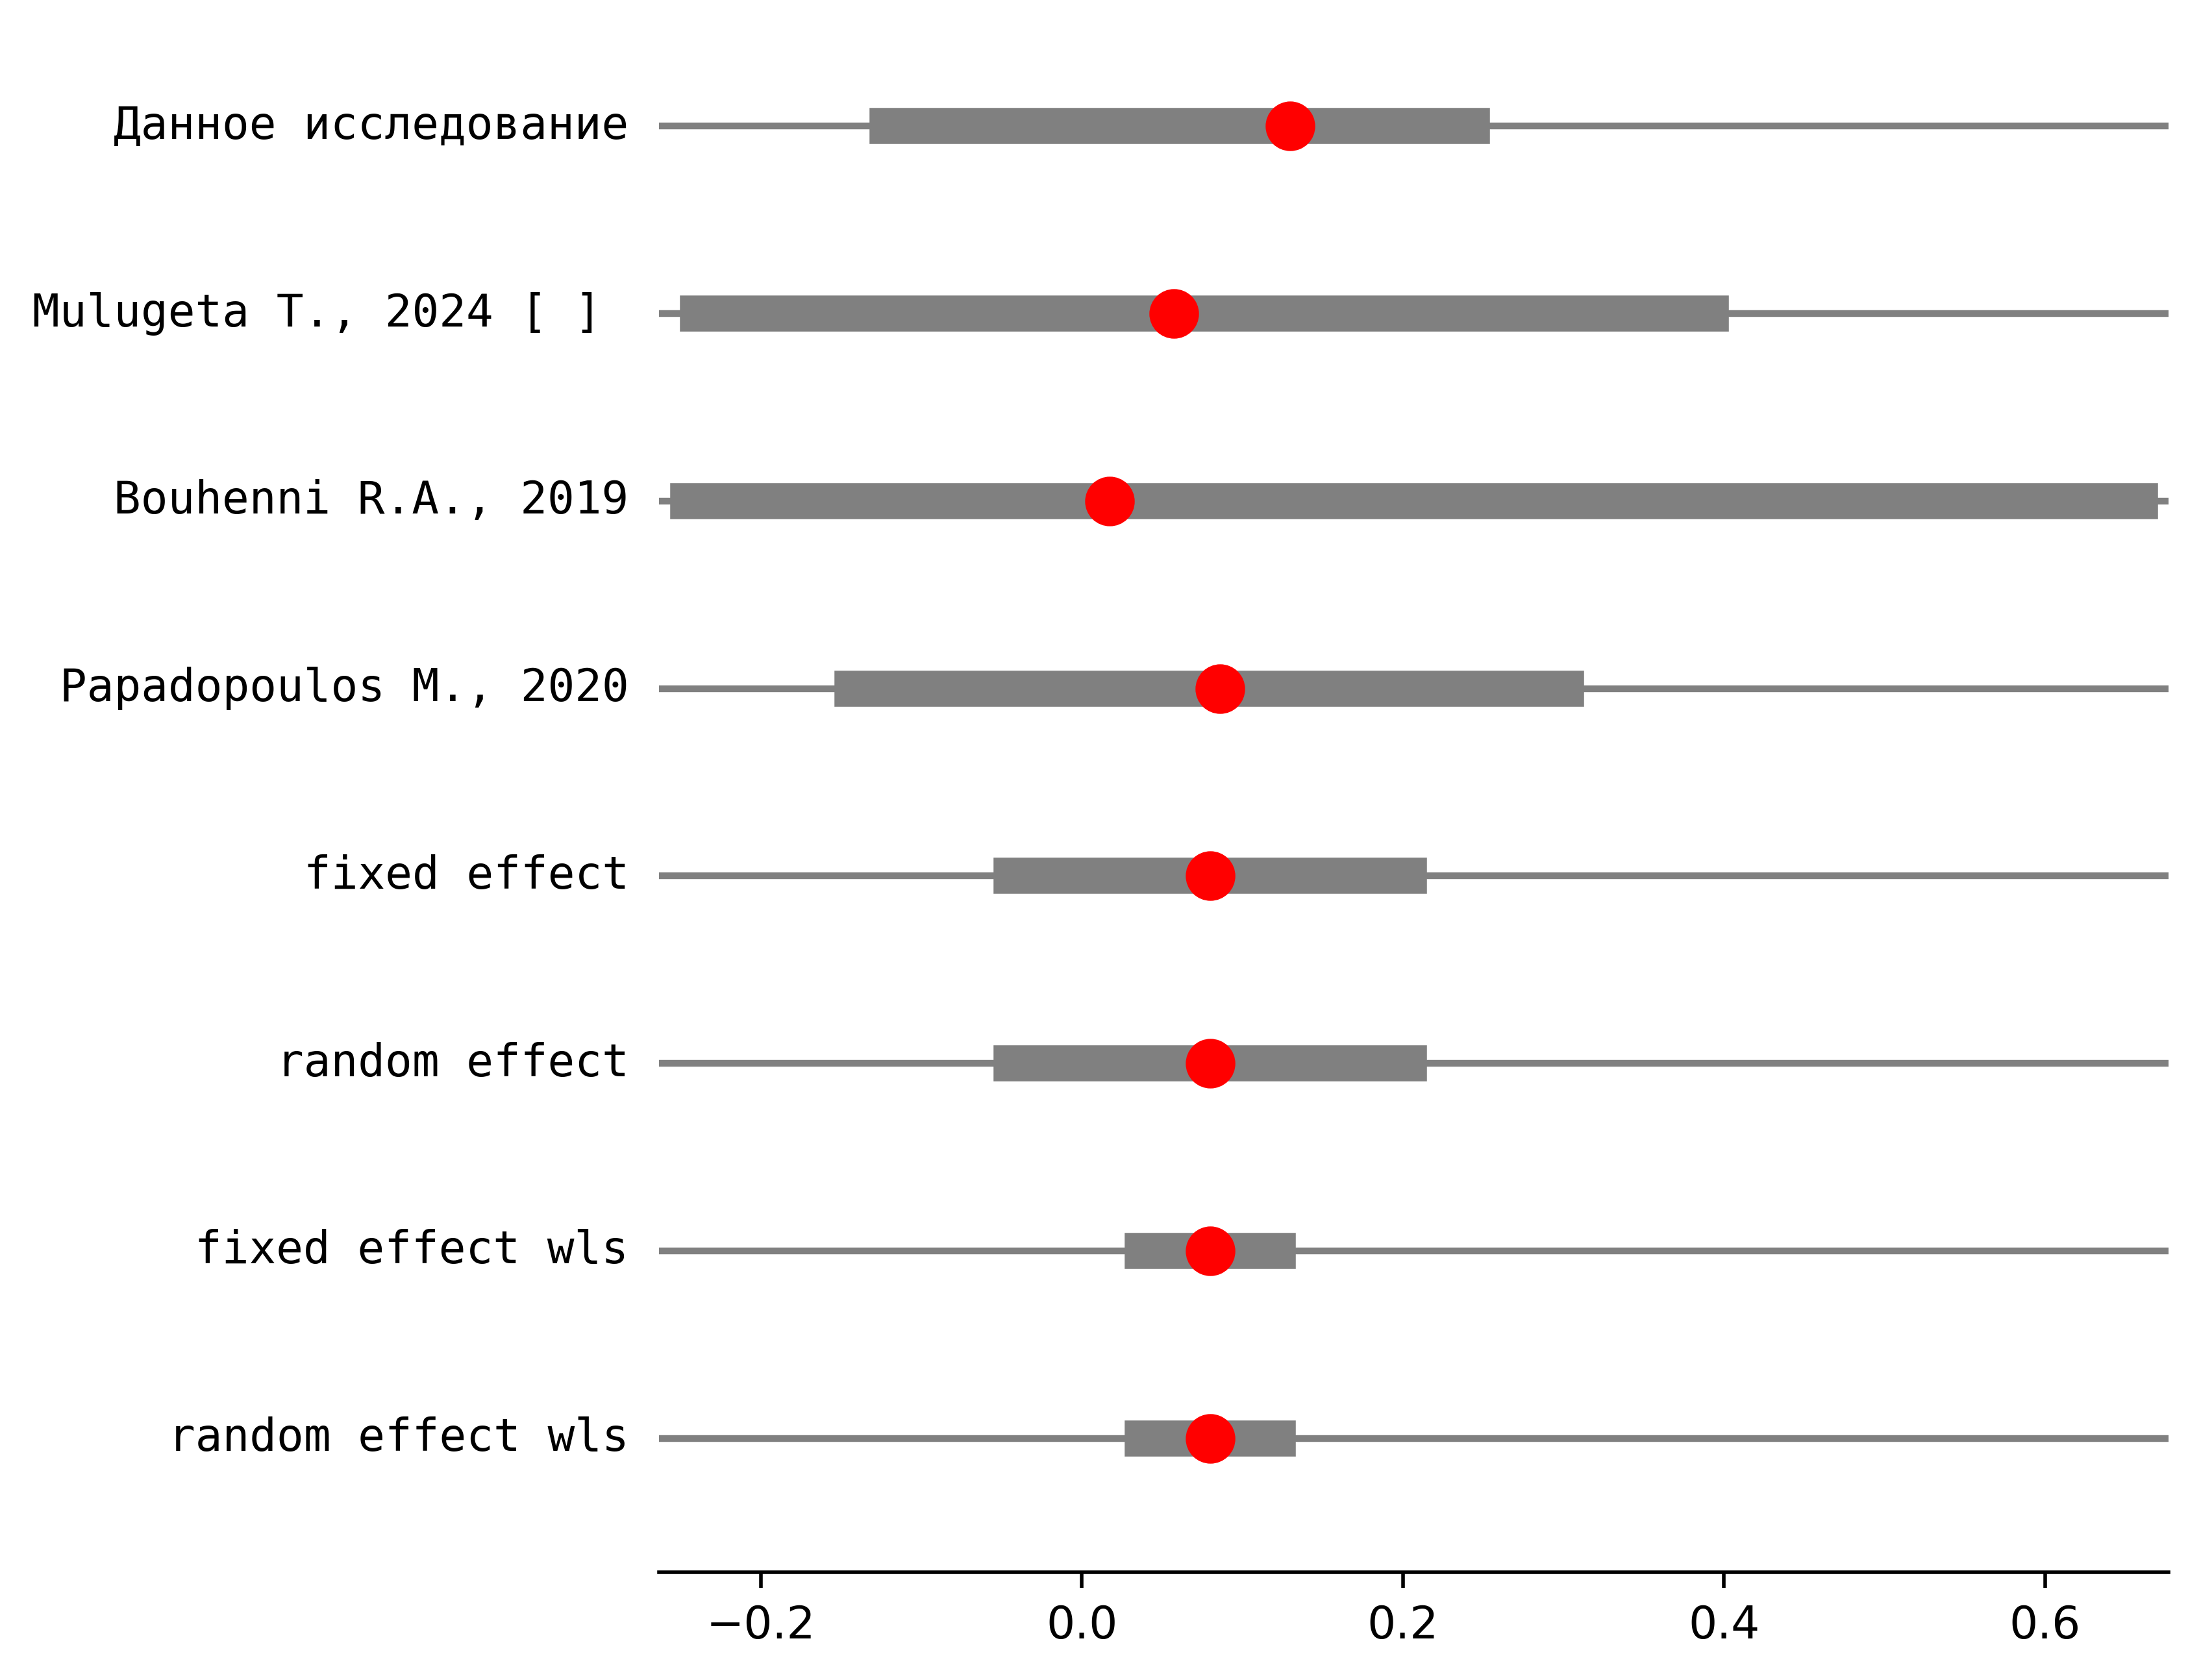 Данное исследование
Mulugeta T., 2024 [ ]
Bouhenni R.A., 2019
Papadopoulos M., 2020
fixed effect
random effect
fixed effect wls
random effect wls
−0.2 0.0 0.2 0.4 0.6